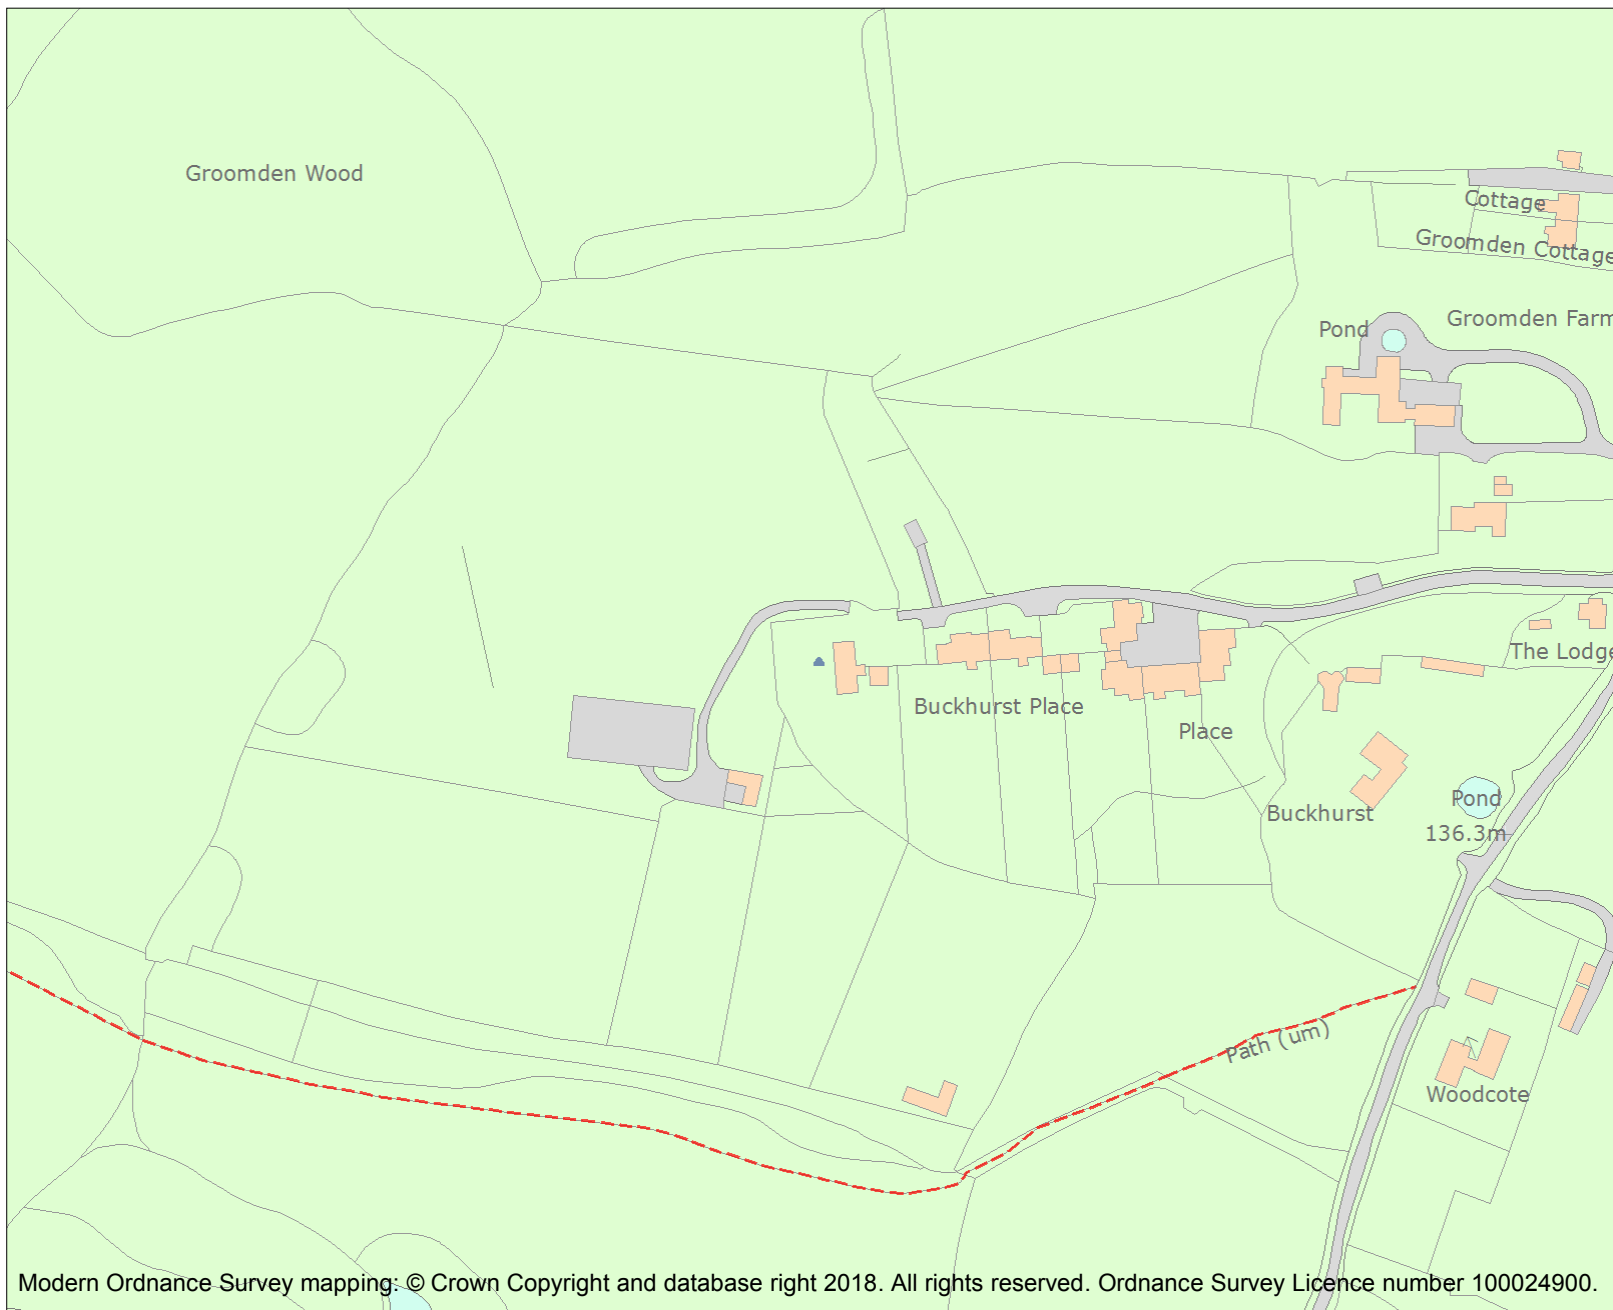 Groomden Wood
Cottage
Groomden Cottage
Pond
Groomden Farm
The Lodge
Buckhurst Place
Place
Pond
Buckhurst
136.3m
Path (um)
Woodcote
Modern Ordnance Survey mapping: © Crown Copyright and database right 2018. All rights reserved. Ordnance Survey Licence number 100024900.